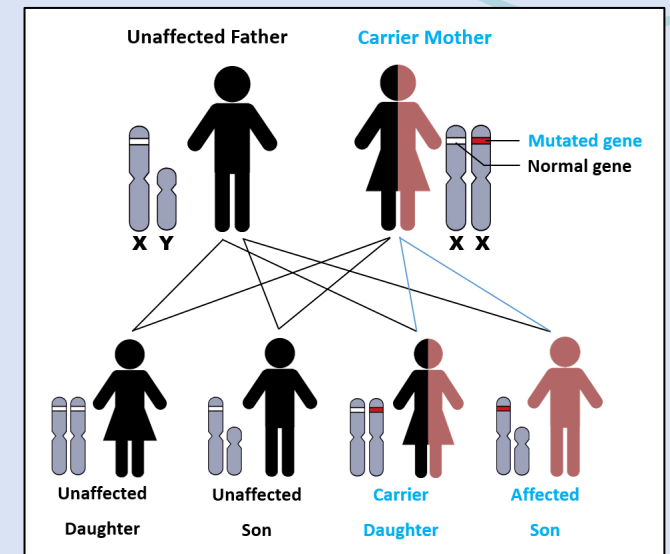 Unaffected Father
Carrier Mother
Mutated gene
Normal gene
X Y
X X
Unaffected
Daughter
Unaffected
Son
Carrier
Daughter
Affected
Son